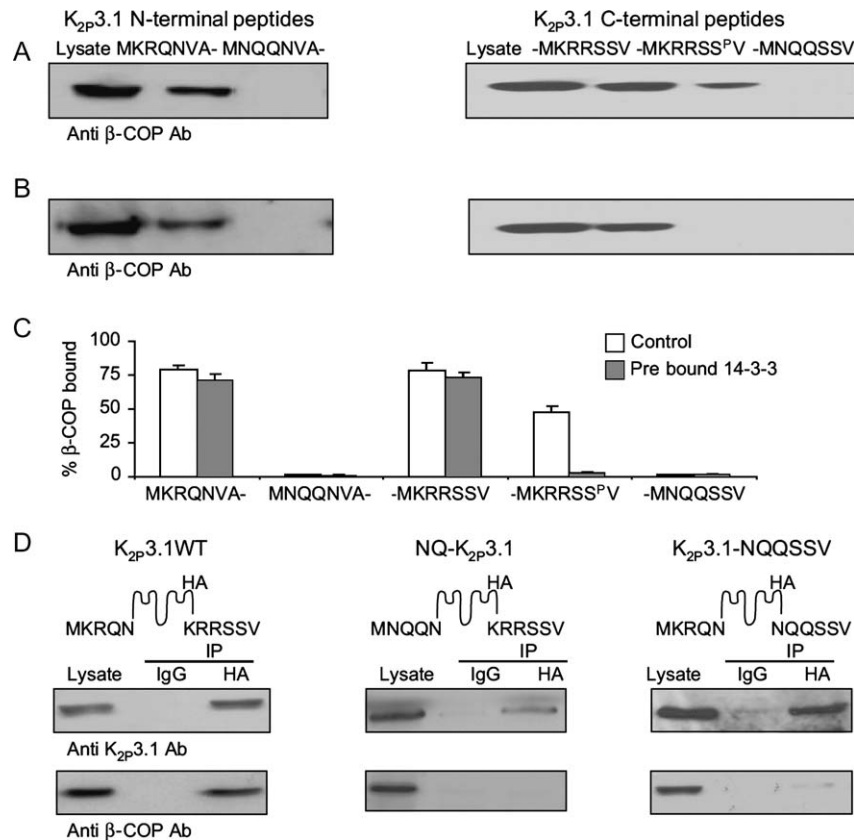 K2P3.1 N-terminal peptides K2P3.1 C-terminal peptides
A Lysate MKRQNVA- MNQQNVA- Lysate -MKRRSSV -MKRRSSᴾV -MNQQSSV
Anti β-COP Ab
B
Anti β-COP Ab
C
% β-COP bound
100
75
50
25
0
Control
Pre bound 14-3-3
MKRQNVA- MNQQNVA- -MKRRSSV -MKRRSSᴾV -MNQQSSV
D K2P3.1WT NQ-K2P3.1 K2P3.1-NQQSSV
HA HA HA
MKRQN KRRSSV MNQQN KRRSSV MKRQN NQQSSV
IP IP IP
Lysate IgG HA Lysate IgG HA Lysate IgG HA
Anti K2P3.1 Ab
Anti β-COP Ab